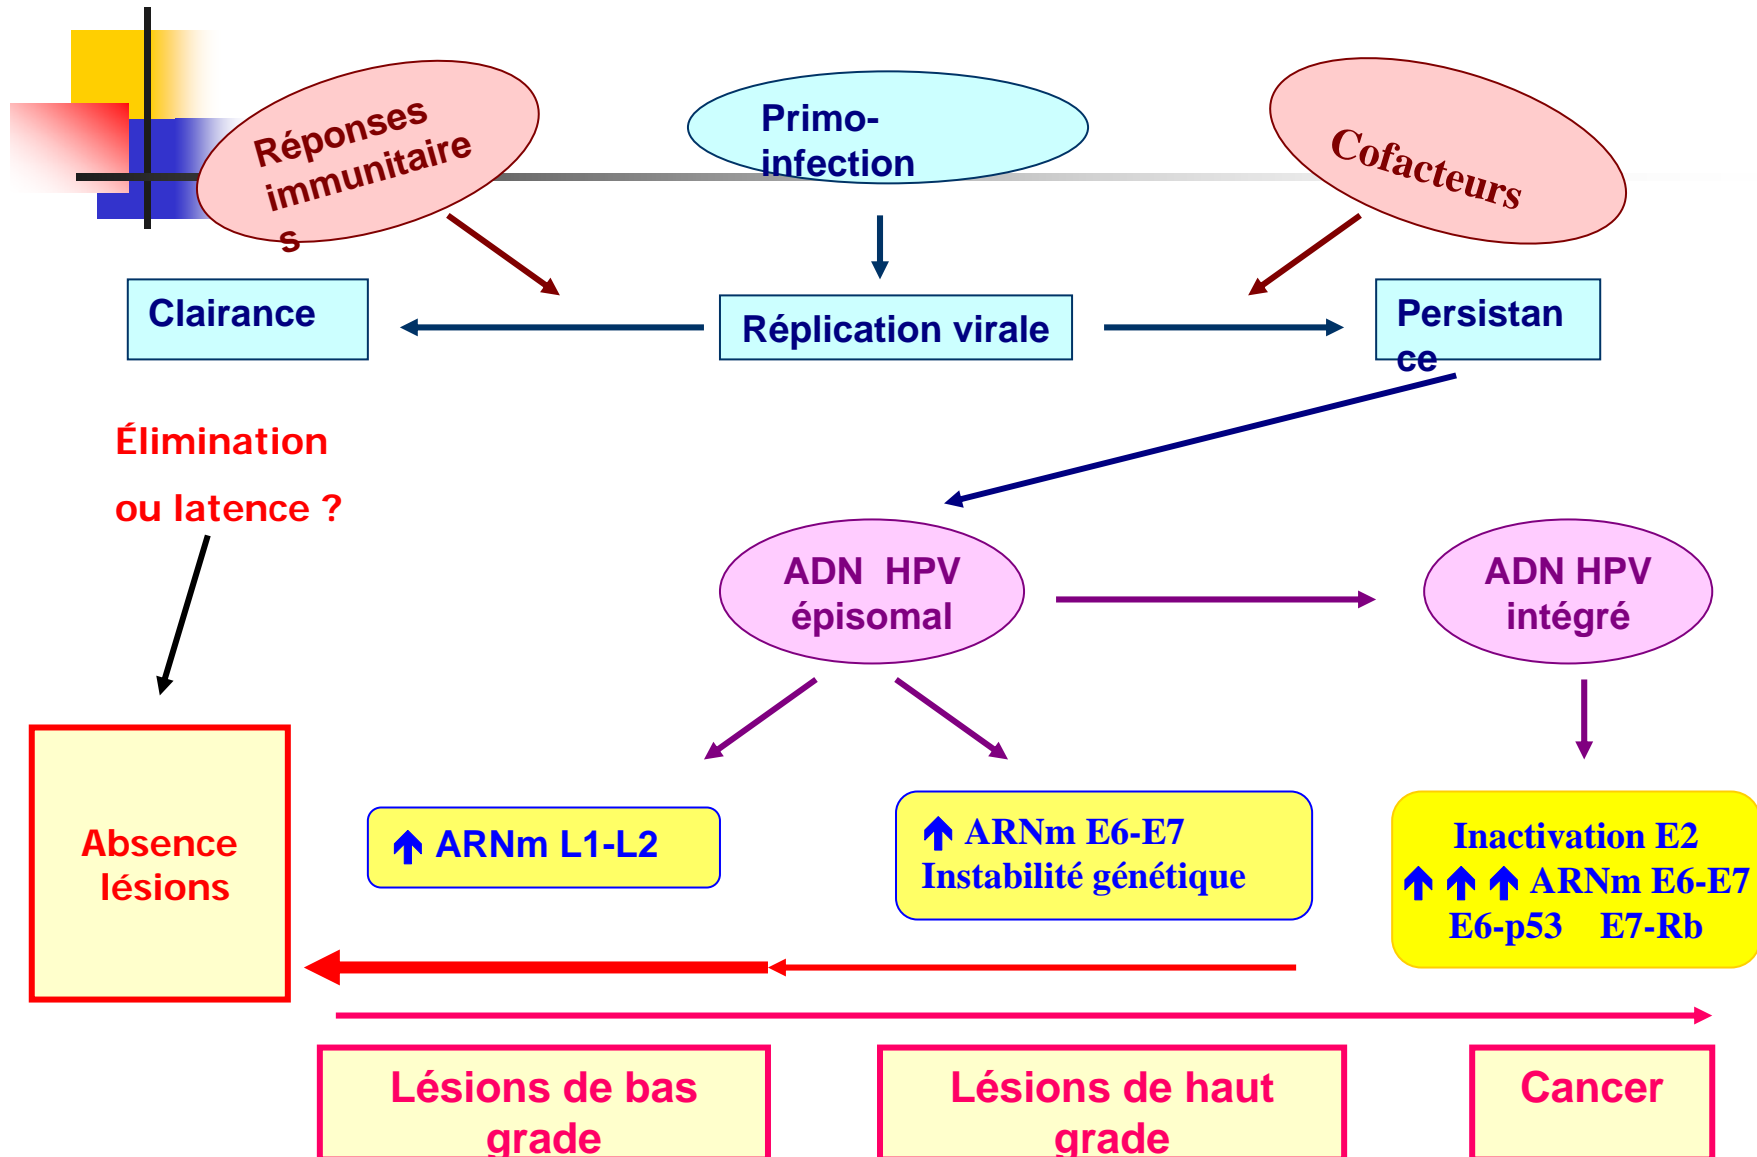 Réponses
immunitaire
s
Primo-
infection
Cofacteurs
Clairance
Réplication virale
Persistan
ce
Élimination
ou latence ?
ADN HPV
épisomal
ADN HPV
intégré
Absence
lésions
ARNm L1-L2
ARNm E6-E7
Instabilité génétique
Inactivation E2
ARNm E6-E7
E6-p53 E7-Rb
Lésions de bas
grade
Lésions de haut
grade
Cancer